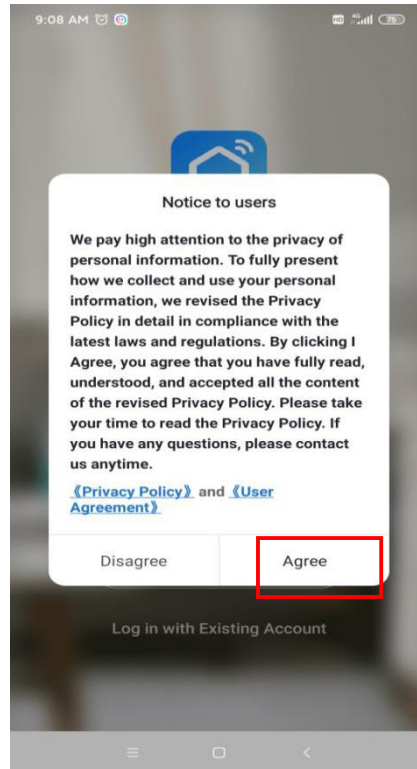 9:08 AM HD 4G 75
Notice to users
We pay high attention to the privacy of
personal information. To fully present
how we collect and use your personal
information, we revised the Privacy
Policy in detail in compliance with the
latest laws and regulations. By clicking I
Agree, you agree that you have fully read,
understood, and accepted all the content
of the revised Privacy Policy. Please take
your time to read the Privacy Policy. If
you have any questions, please contact
us anytime.
《Privacy Policy》 and 《User
Agreement》
Disagree Agree
Log in with Existing Account